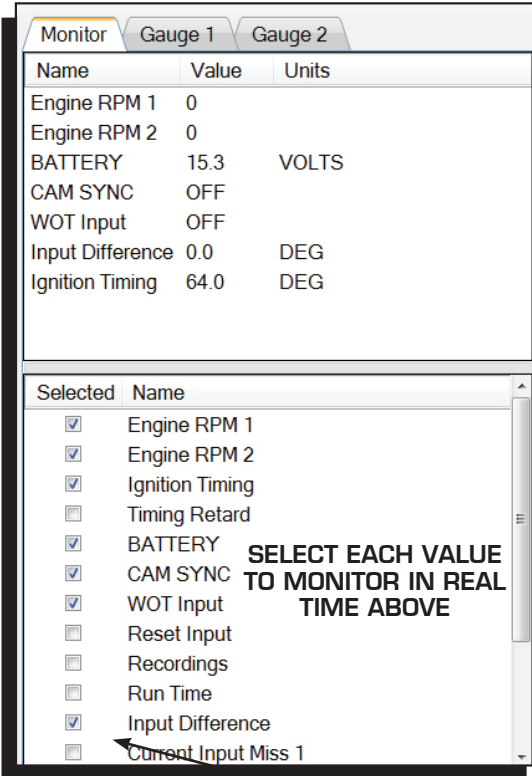 Monitor Gauge 1 Gauge 2
Name Value Units
Engine RPM 1 0
Engine RPM 2 0
BATTERY 15.3 VOLTS
CAM SYNC OFF
WOT Input OFF
Input Difference 0.0 DEG
Ignition Timing 64.0 DEG
Selected Name
Engine RPM 1
Engine RPM 2
Ignition Timing
Timing Retard
BATTERY
CAM SYNC
WOT Input
Reset Input
Recordings
Run Time
Input Difference
Current Input Miss 1
SELECT EACH VALUE
TO MONITOR IN REAL
TIME ABOVE